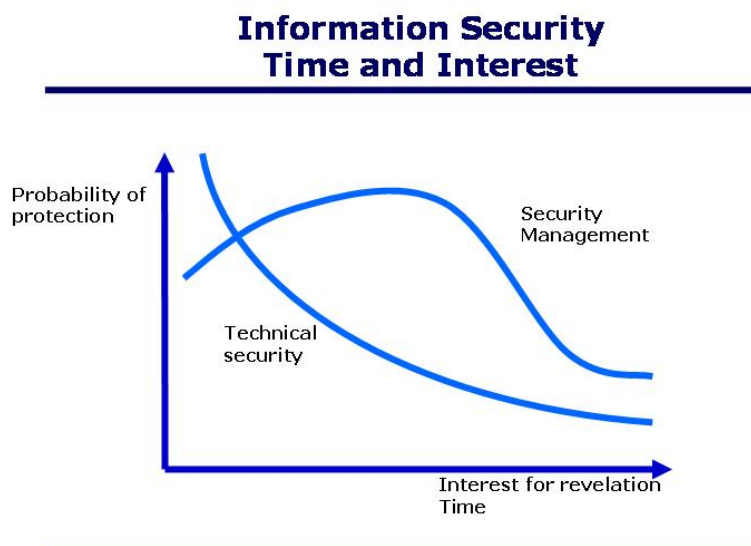 Information Security
Time and Interest
Probability of
protection
Security
Management
Technical
security
Interest for revelation
Time